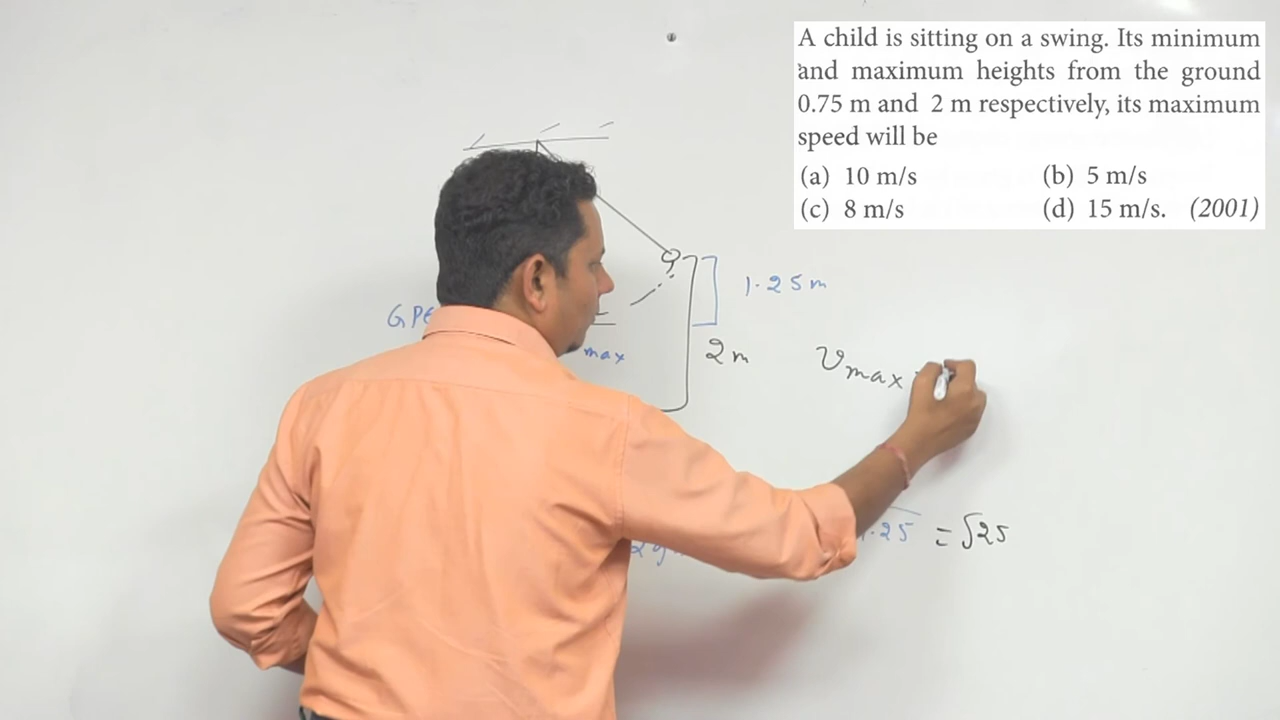 A child is sitting on a swing. Its minimum
and maximum heights from the ground
0.75 m and 2 m respectively, its maximum
speed will be
(a) 10 m/s (b) 5 m/s
(c) 8 m/s (d) 15 m/s. (2001)
1.25 m
GPE
max
2 m
Vmax
.25 = √25